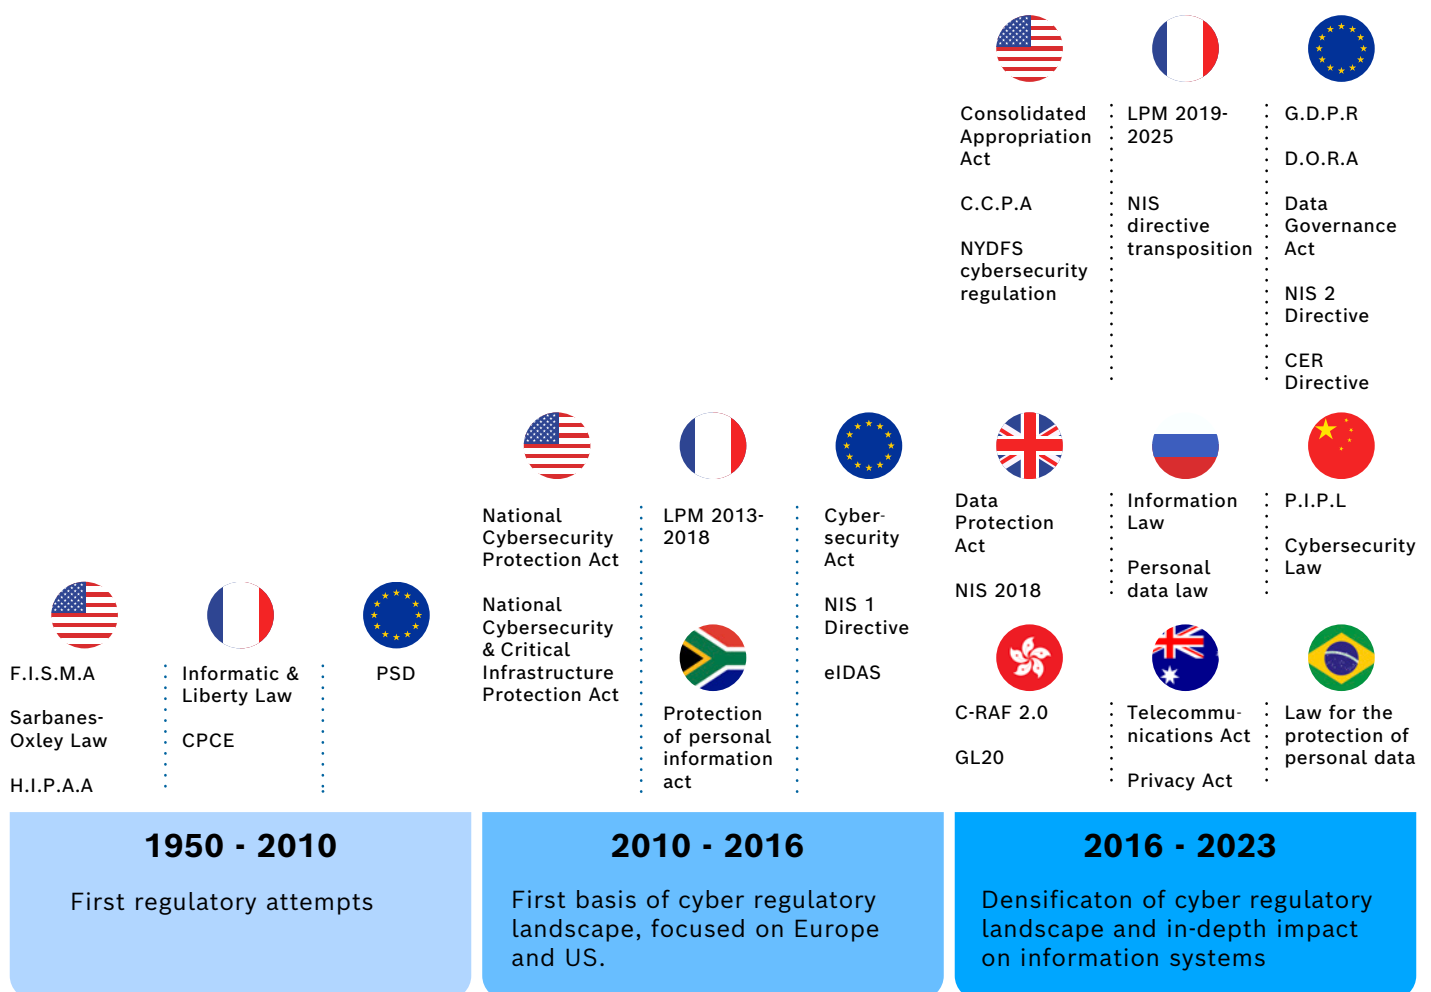 F.I.S.M.A
Sarbanes-
Oxley Law
H.I.P.A.A
Informatic &
Liberty Law
CPCE
PSD
1950 - 2010
First regulatory attempts
National
Cybersecurity
Protection Act
National
Cybersecurity
& Critical
Infrastructure
Protection Act
LPM 2013-
2018
Protection
of personal
information
act
Cyber-
security
Act
NIS 1
Directive
eIDAS
2010 - 2016
First basis of cyber regulatory
landscape, focused on Europe
and US.
Consolidated
Appropriation
Act
C.C.P.A
NYDFS
cybersecurity
regulation
LPM 2019-
2025
NIS
directive
transposition
G.D.P.R
D.O.R.A
Data
Governance
Act
NIS 2
Directive
CER
Directive
Data
Protection
Act
NIS 2018
Information
Law
Personal
data law
P.I.P.L
Cybersecurity
Law
C-RAF 2.0
GL20
Telecommu-
nications Act
Privacy Act
Law for the
protection of
personal data
2016 - 2023
Densificaton of cyber regulatory
landscape and in-depth impact
on information systems